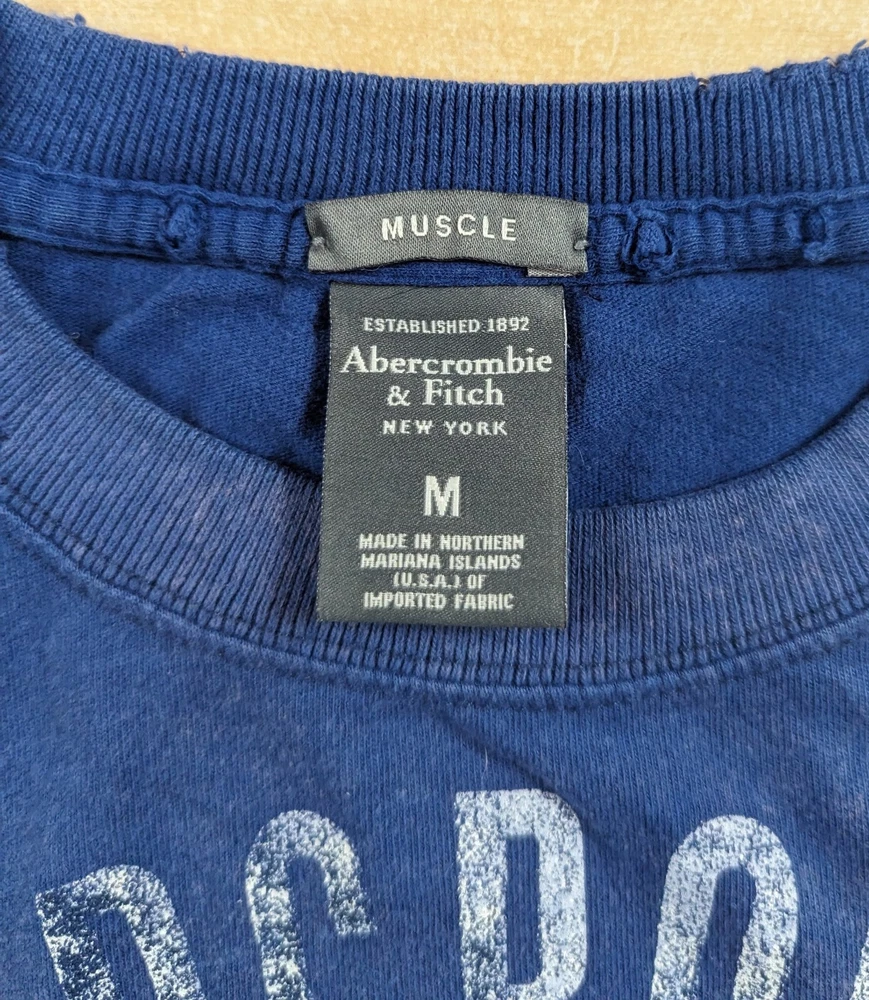 MUSCLE
ESTABLISHED 1892
Abercrombie
& Fitch
NEW YORK
M
MADE IN NORTHERN
MARIANA ISLANDS
(U.S.A.) OF
IMPORTED FABRIC